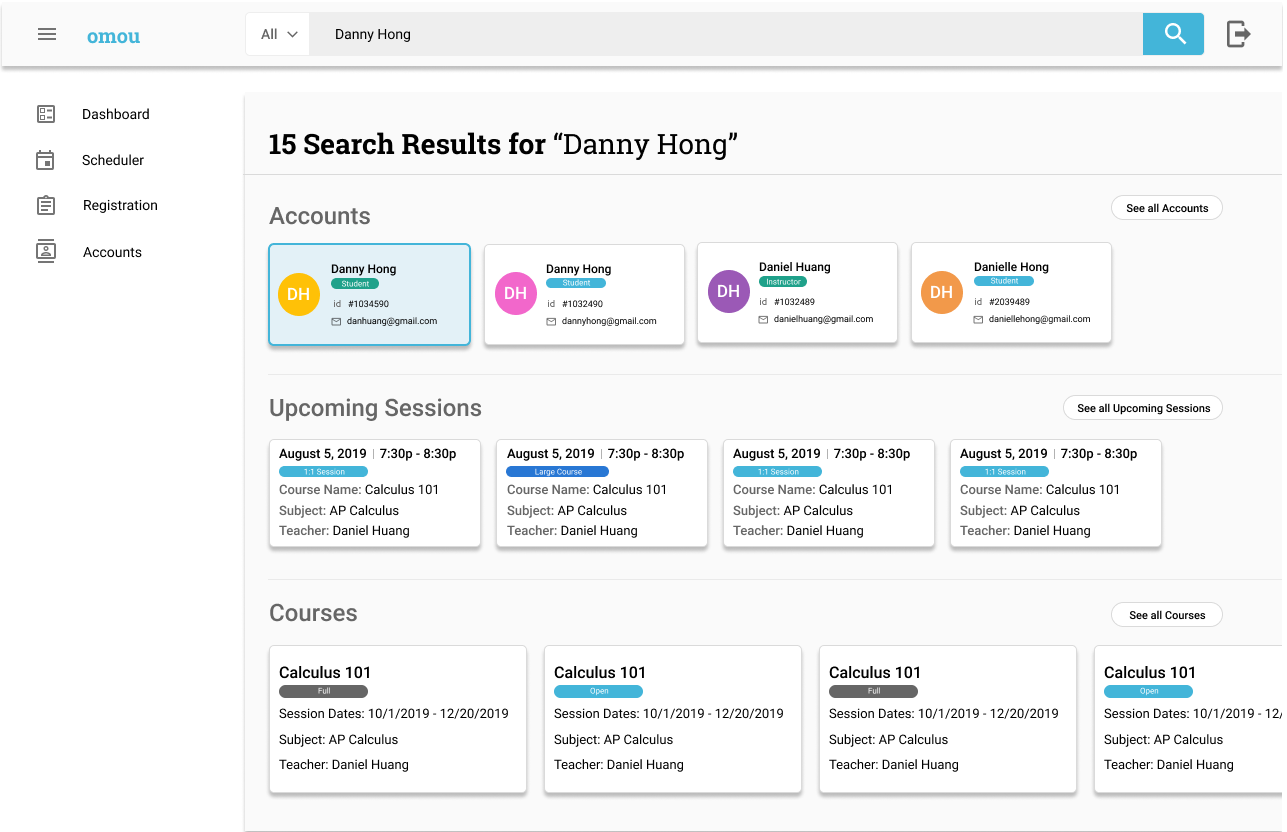 omou
All
Danny Hong
Dashboard
Scheduler
Registration
Accounts
15 Search Results for “Danny Hong”
Accounts
See all Accounts
DH
Danny Hong
Student
id #1034590
danhuang@gmail.com
DH
Danny Hong
Student
id #1032490
dannyhong@gmail.com
DH
Daniel Huang
Instructor
id #1032489
danielhuang@gmail.com
DH
Danielle Hong
Student
id #2039489
daniellehong@gmail.com
Upcoming Sessions
See all Upcoming Sessions
August 5, 2019 | 7:30p - 8:30p
1:1 Session
Course Name: Calculus 101
Subject: AP Calculus
Teacher: Daniel Huang
August 5, 2019 | 7:30p - 8:30p
Large Course
Course Name: Calculus 101
Subject: AP Calculus
Teacher: Daniel Huang
August 5, 2019 | 7:30p - 8:30p
1:1 Session
Course Name: Calculus 101
Subject: AP Calculus
Teacher: Daniel Huang
August 5, 2019 | 7:30p - 8:30p
1:1 Session
Course Name: Calculus 101
Subject: AP Calculus
Teacher: Daniel Huang
Courses
See all Courses
Calculus 101
Full
Session Dates: 10/1/2019 - 12/20/2019
Subject: AP Calculus
Teacher: Daniel Huang
Calculus 101
Open
Session Dates: 10/1/2019 - 12/20/2019
Subject: AP Calculus
Teacher: Daniel Huang
Calculus 101
Full
Session Dates: 10/1/2019 - 12/20/2019
Subject: AP Calculus
Teacher: Daniel Huang
Calculus 101
Open
Session Dates: 10/1/2019 - 12/
Subject: AP Calculus
Teacher: Daniel Huang